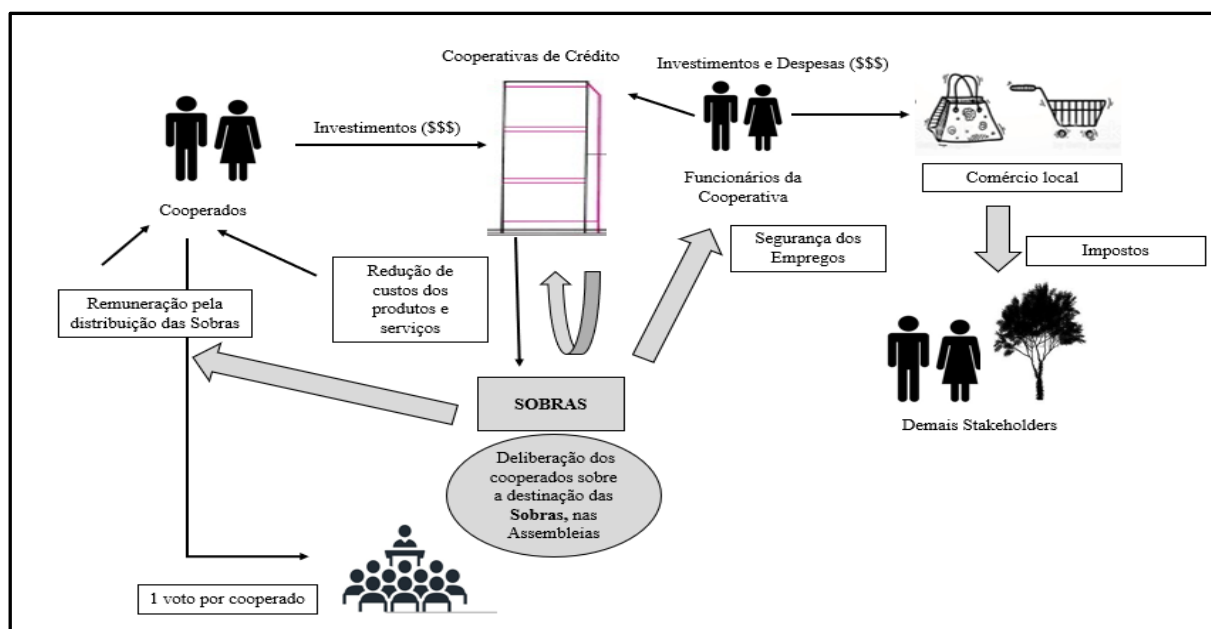 Cooperativas de Crédito
Investimentos e Despesas ($$$)
Investimentos ($$$)
Cooperados
Funcionários da
Cooperativa
Comércio local
Segurança dos
Empregos
Impostos
Remuneração pela
distribuição das Sobras
Redução de
custos dos
produtos e
serviços
SOBRAS
Deliberação dos
cooperados sobre
a destinação das
Sobras, nas
Assembleias
Demais Stakeholders
1 voto por cooperado